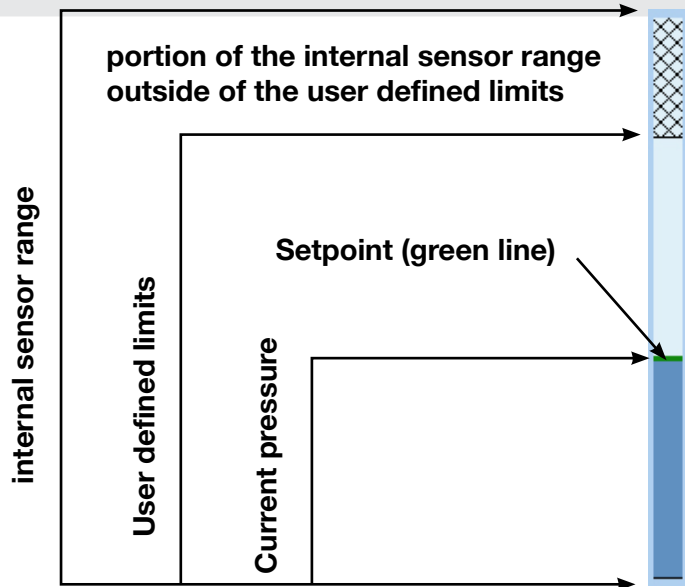 portion of the internal sensor range
outside of the user defined limits
Setpoint (green line)
internal sensor range
User defined limits
Current pressure